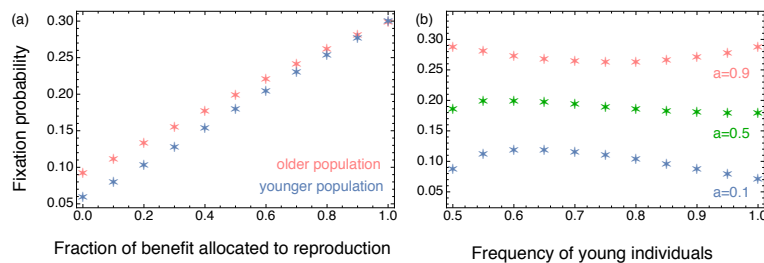 (a)
0.30
0.25
0.20
0.15
0.10
0.05
Fixation probability
older population
younger population
0.0 0.2 0.4 0.6 0.8 1.0
Fraction of benefit allocated to reproduction
(b)
0.30
0.25
0.20
0.15
0.10
0.05
a=0.9
a=0.5
a=0.1
0.5 0.6 0.7 0.8 0.9 1.0
Frequency of young individuals